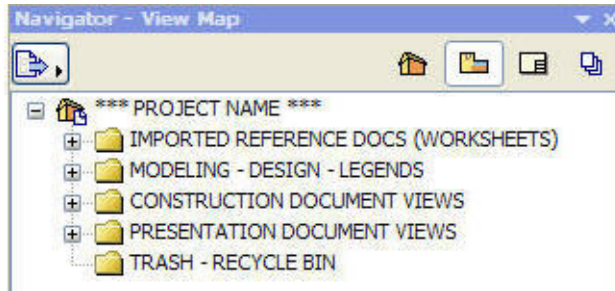 Navigator - View Map
*** PROJECT NAME ***
IMPORTED REFERENCE DOCS (WORKSHEETS)
MODELING - DESIGN - LEGENDS
CONSTRUCTION DOCUMENT VIEWS
PRESENTATION DOCUMENT VIEWS
TRASH - RECYCLE BIN